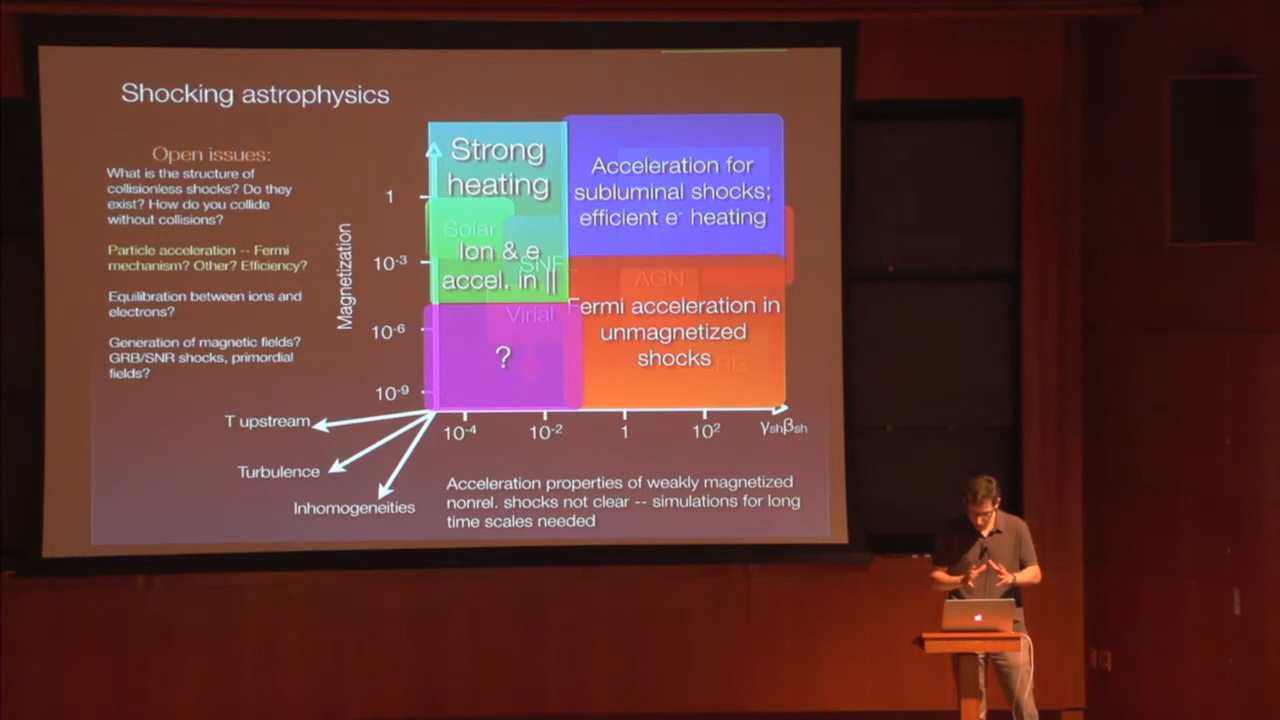 Shocking astrophysics
Open issues:
What is the structure of
collisionless shocks? Do they
exist? How do you collide
without collisions?
Particle acceleration -- Fermi
mechanism? Other? Efficiency?
Equilibration between ions and
electrons?
Generation of magnetic fields?
GRB/SNR shocks, primordial
fields?
Magnetization
1
10-3
10-6
10-9
Strong
heating
Solar
Ion & e
SNR
accel. in ||
Virial
?
Acceleration for
subluminal shocks;
efficient e- heating
AGN
Fermi acceleration in
unmagnetized
shocks
10-4
10-2
1
102
γshβsh
T upstream
Turbulence
Inhomogeneities
Acceleration properties of weakly magnetized
nonrel. shocks not clear -- simulations for long
time scales needed